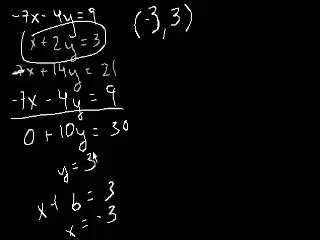 -7x - 4y = 9
(-3, 3)
x + 2y = 3
7x + 14y = 21
-7x - 4y = 9
0 + 10y = 30
y = 3
x + 6 = 3
x = -3